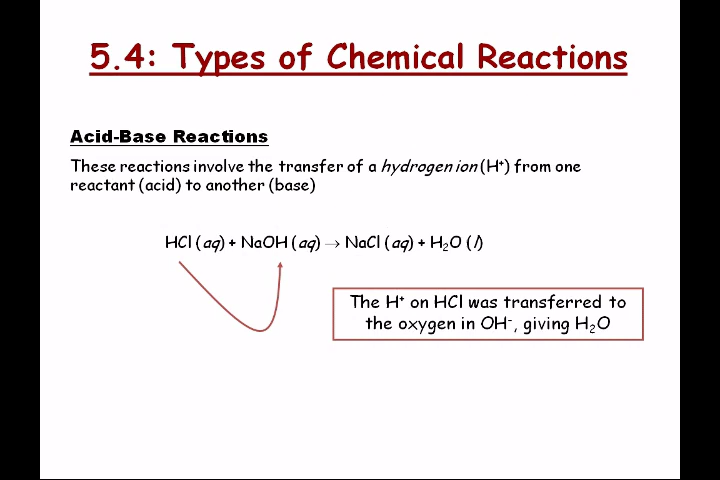 5.4: Types of Chemical Reactions
Acid-Base Reactions
These reactions involve the transfer of a hydrogen ion (H⁺) from one
reactant (acid) to another (base)
HCl (aq) + NaOH (aq) → NaCl (aq) + H₂O (l)
The H⁺ on HCl was transferred to
the oxygen in OH⁻, giving H₂O